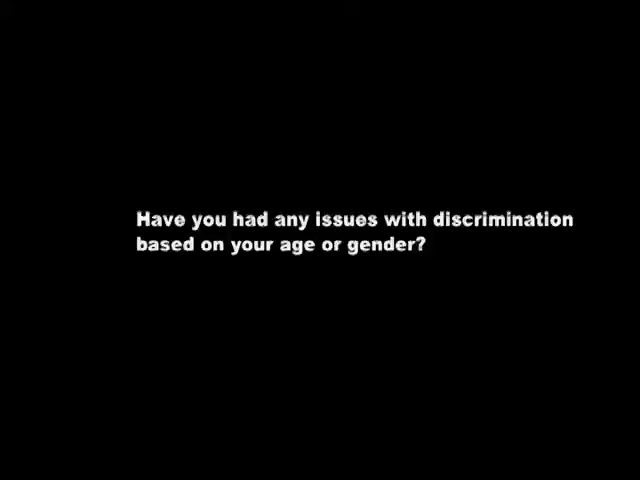 Have you had any issues with discrimination
based on your age or gender?